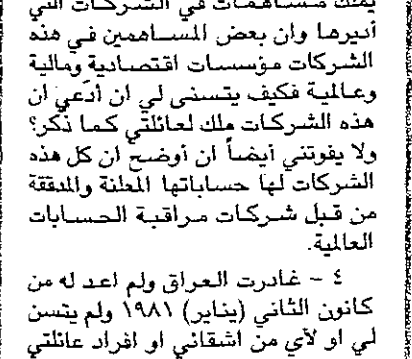 يملك مساهمات في الشركات التي
أديرها وان بعض المساهمين في هذه
الشركات مؤسسات اقتصادية ومالية
وعالمية فكيف يتسنى لي ان أدعي ان
هذه الشركات ملك لعائلتي كما ذكر؟
ولا يفوتني أيضاً ان أوضح ان كل هذه
الشركات لها حساباتها المعلنة والمدققة
من قبل شركات مراقبة الحسابات
العالمية.
٤ – غادرت العراق ولم اعد له من
كانون الثاني (يناير) ١٩٨١ ولم يتسن
لي او لأي من اشقائي او افراد عائلتي